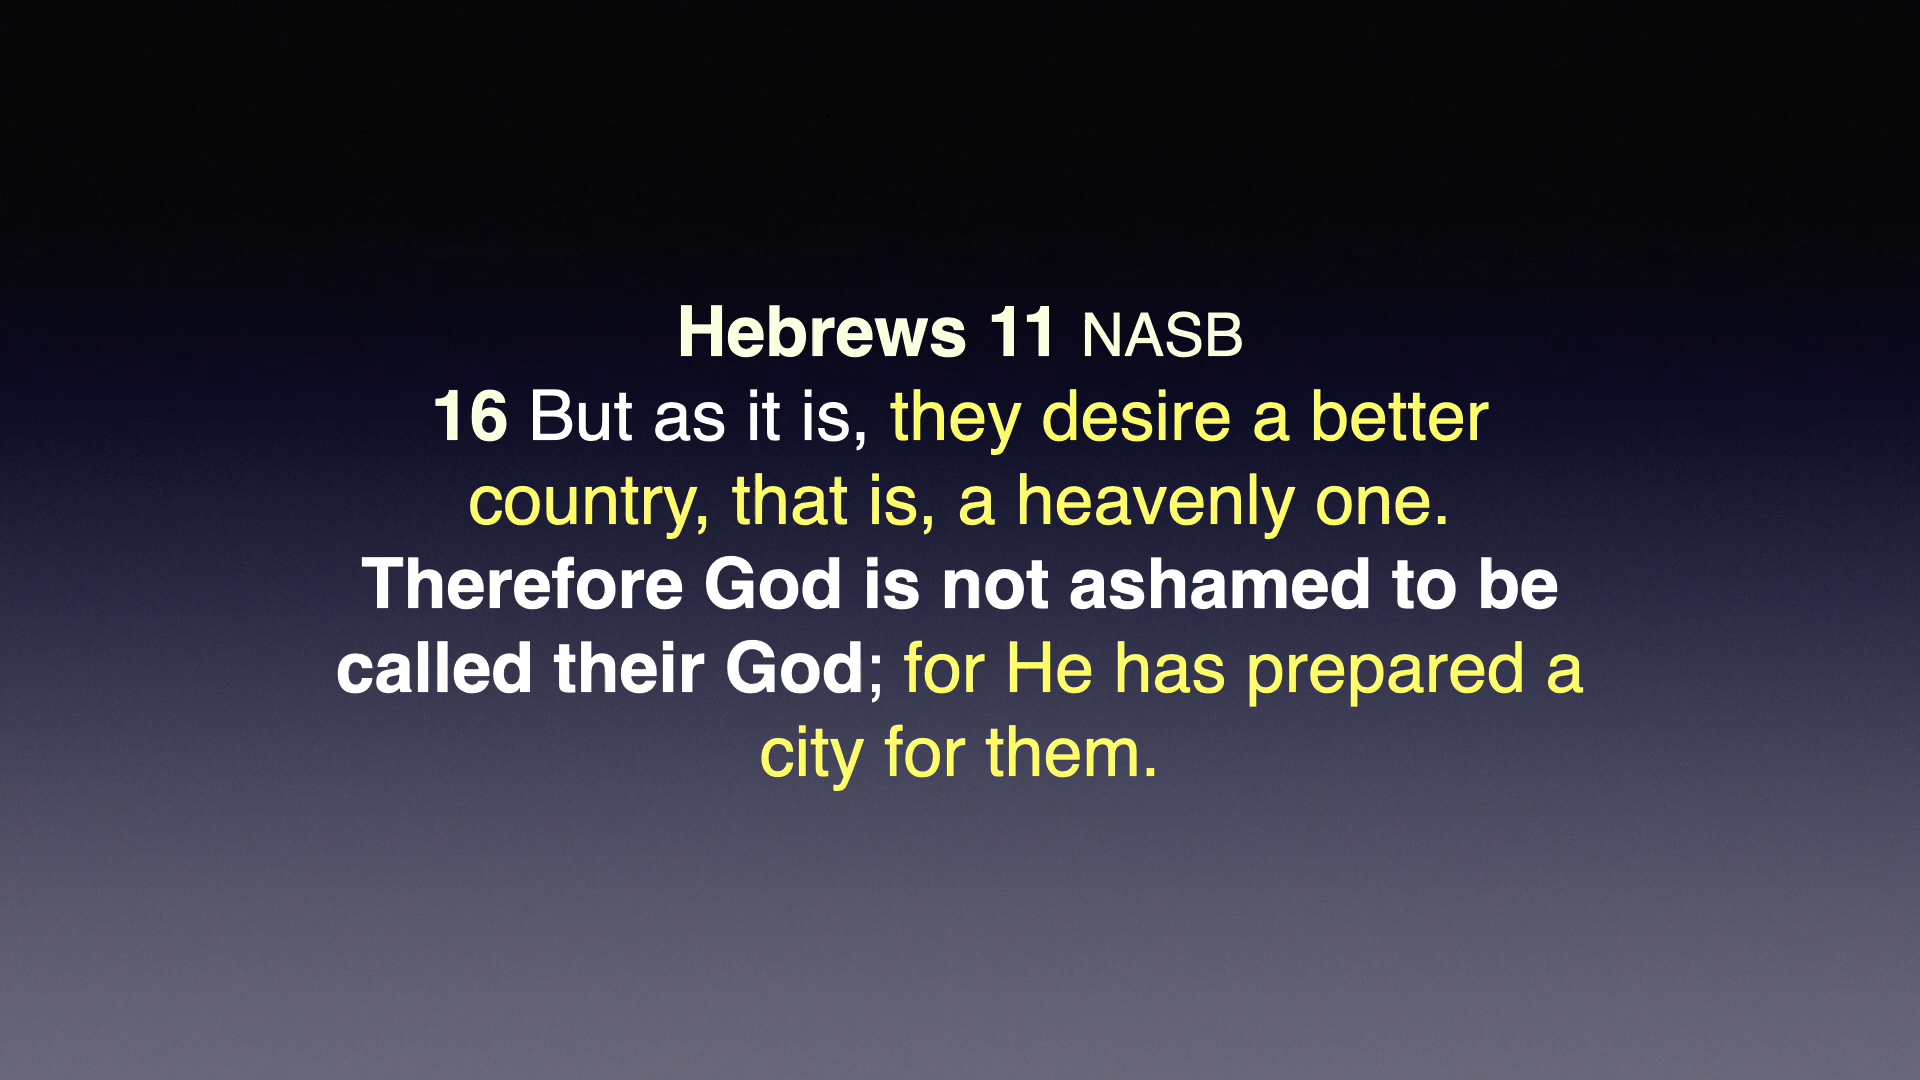 Hebrews 11 NASB
16 But as it is, they desire a better
country, that is, a heavenly one.
Therefore God is not ashamed to be
called their God; for He has prepared a
city for them.